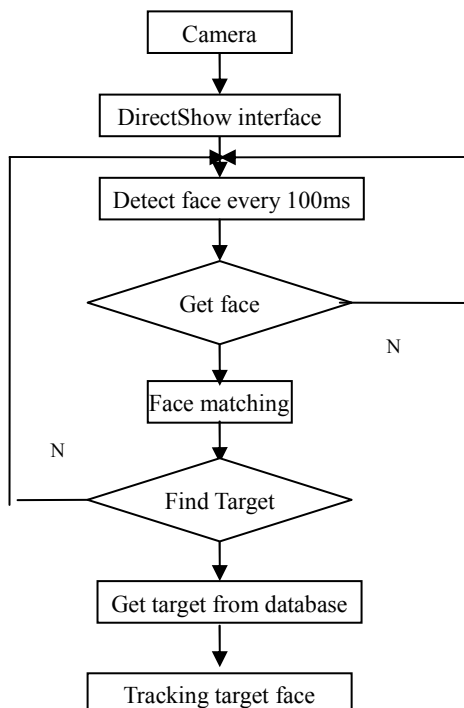 Camera
DirectShow interface
Detect face every 100ms
Get face
N
Face matching
N
Find Target
Get target from database
Tracking target face